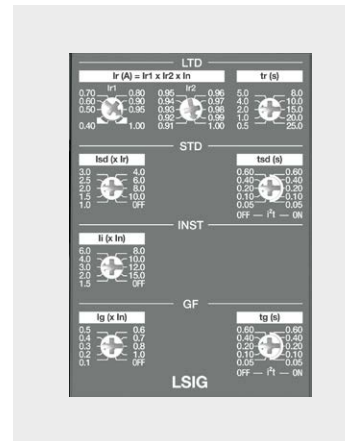 LTD
Ir (A) = Ir1 x Ir2 x In
tr (s)
Ir1
Ir2
0.70 0.80 0.95 0.96 5.0 8.0
0.60 0.90 0.94 0.97 4.0 10.0
0.50 0.95 0.93 0.98 2.0 15.0
0.92 0.99 1.0 20.0
0.40 1.00 0.91 1.00 0.5 25.0
STD
Isd (x Ir)
tsd (s)
3.0 4.0 0.60 0.60
2.5 6.0 0.40 0.40
2.0 8.0 0.20 0.20
1.5 10.0 0.10 0.10
1.0 OFF 0.05 0.05
OFF — I²t — ON
INST
Ii (x In)
6.0 8.0
4.0 10.0
3.0 12.0
2.0 15.0
1.5 OFF
GF
Ig (x In)
tg (s)
0.5 0.6 0.60 0.60
0.4 0.7 0.40 0.40
0.3 0.8 0.20 0.20
0.2 1.0 0.10 0.10
0.1 OFF 0.05 0.05
OFF — I²t — ON
LSIG